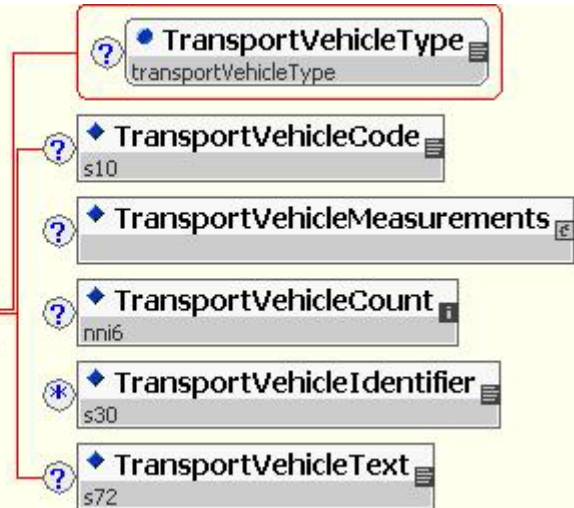 ? TransportVehicleType
transportVehicleType
? TransportVehicleCode
s10
? TransportVehicleMeasurements
? TransportVehicleCount
nni6
* TransportVehicleIdentifier
s30
? TransportVehicleText
s72